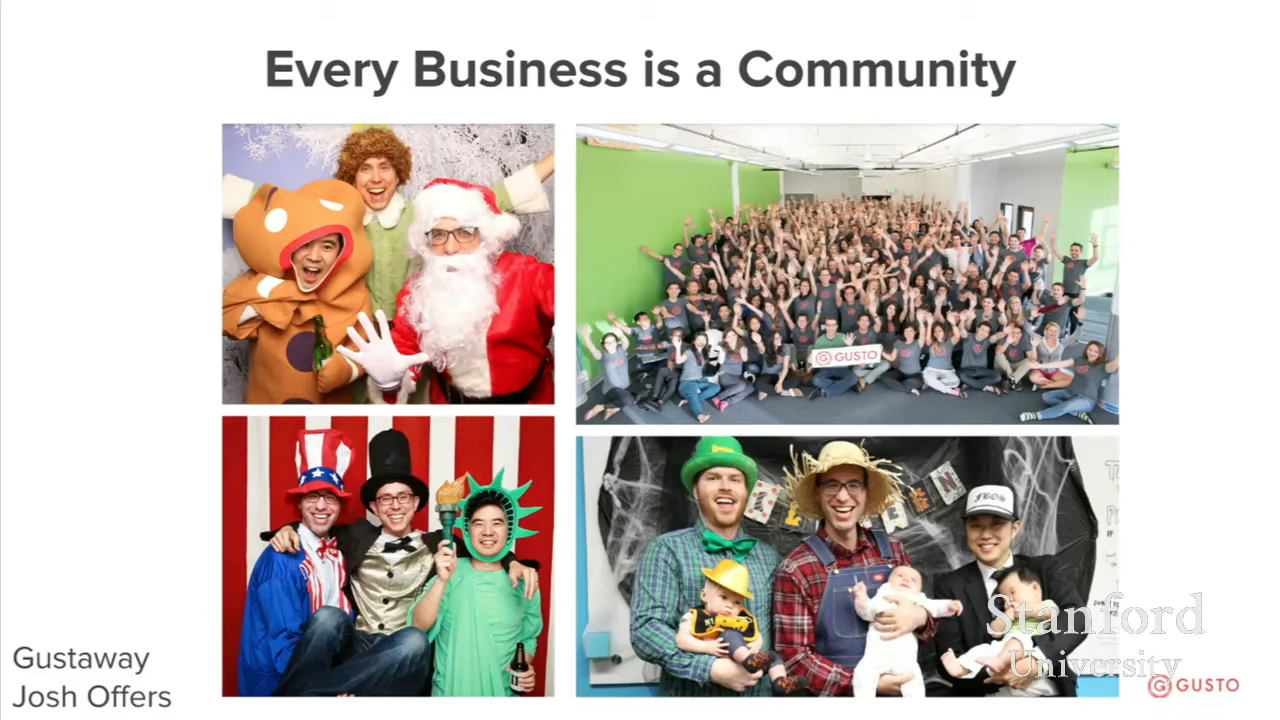 Every Business is a Community
GUSTO
Gustaway
Josh Offers
Stanford
University
GUSTO